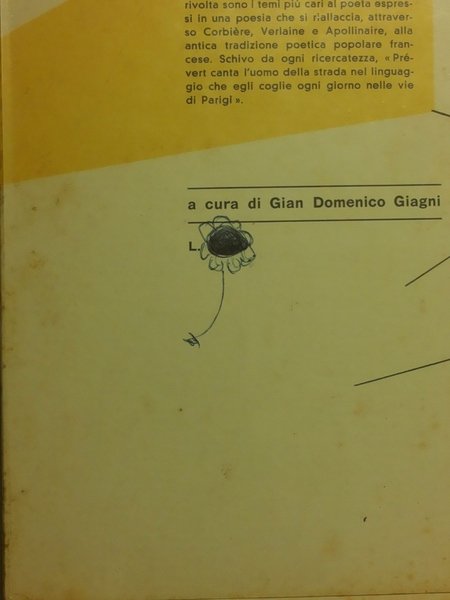 rivolta sono i temi più cari al poeta espres-
si in una poesia che si riallaccia, attraver-
so Corbière, Verlaine e Apollinaire, alla
antica tradizione poetica popolare fran-
cese. Schivo da ogni ricercatezza, « Pré-
vert canta l'uomo della strada nel linguag-
gio che egli coglie ogni giorno nelle vie
di Parigi ».
a cura di Gian Domenico Giagni
L.